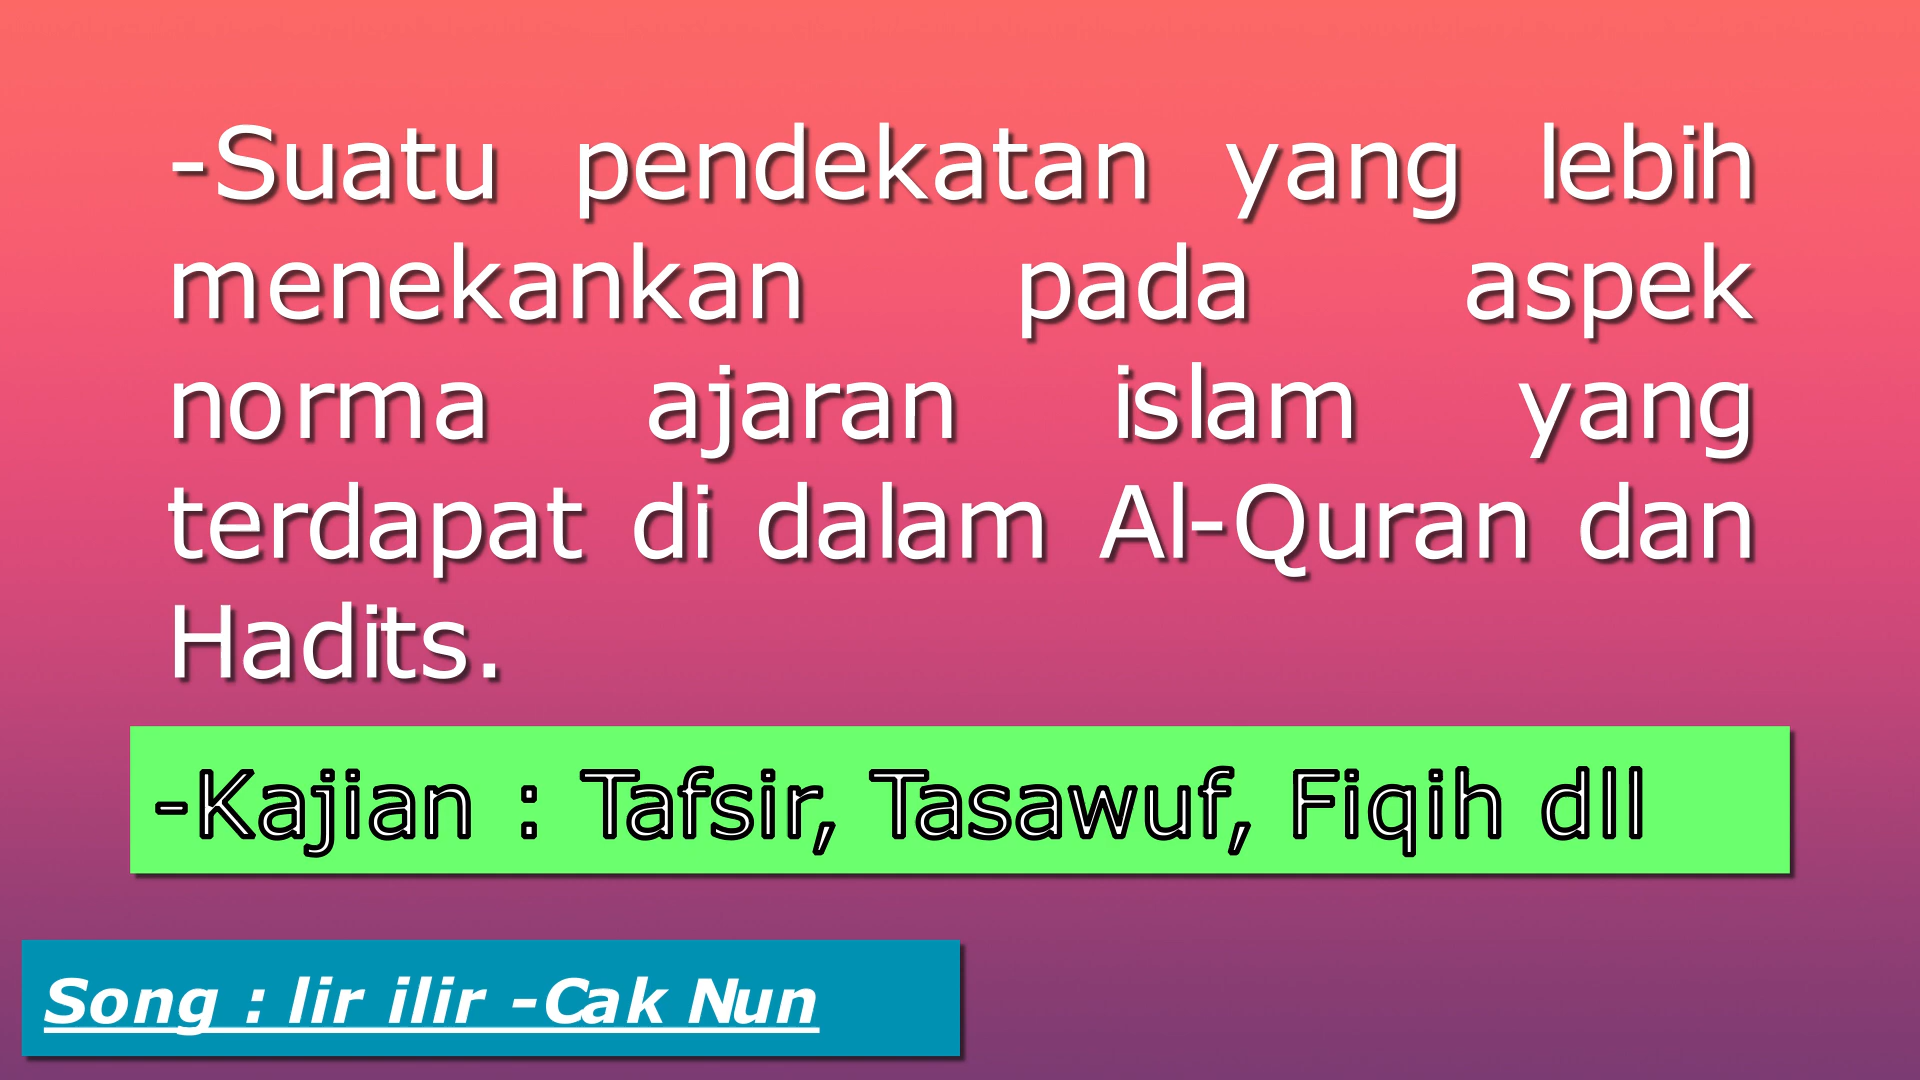 -Suatu pendekatan yang lebih
menekankan pada aspek
norma ajaran islam yang
terdapat di dalam Al-Quran dan
Hadits.
-Kajian : Tafsir, Tasawuf, Fiqih dll
Song : lir ilir -Cak Nun